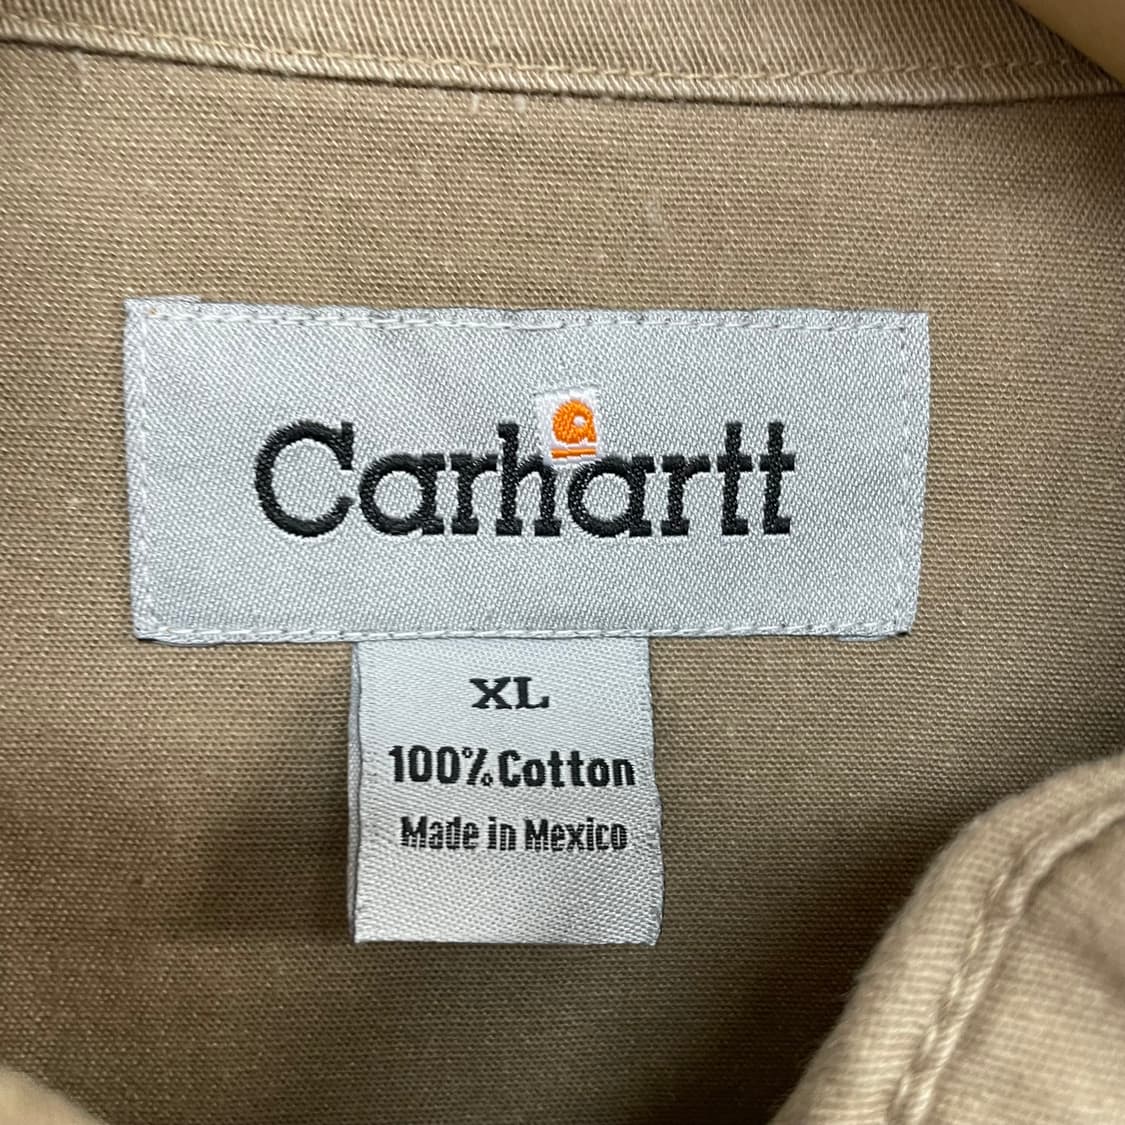 Carhartt
XL
100% Cotton
Made in Mexico